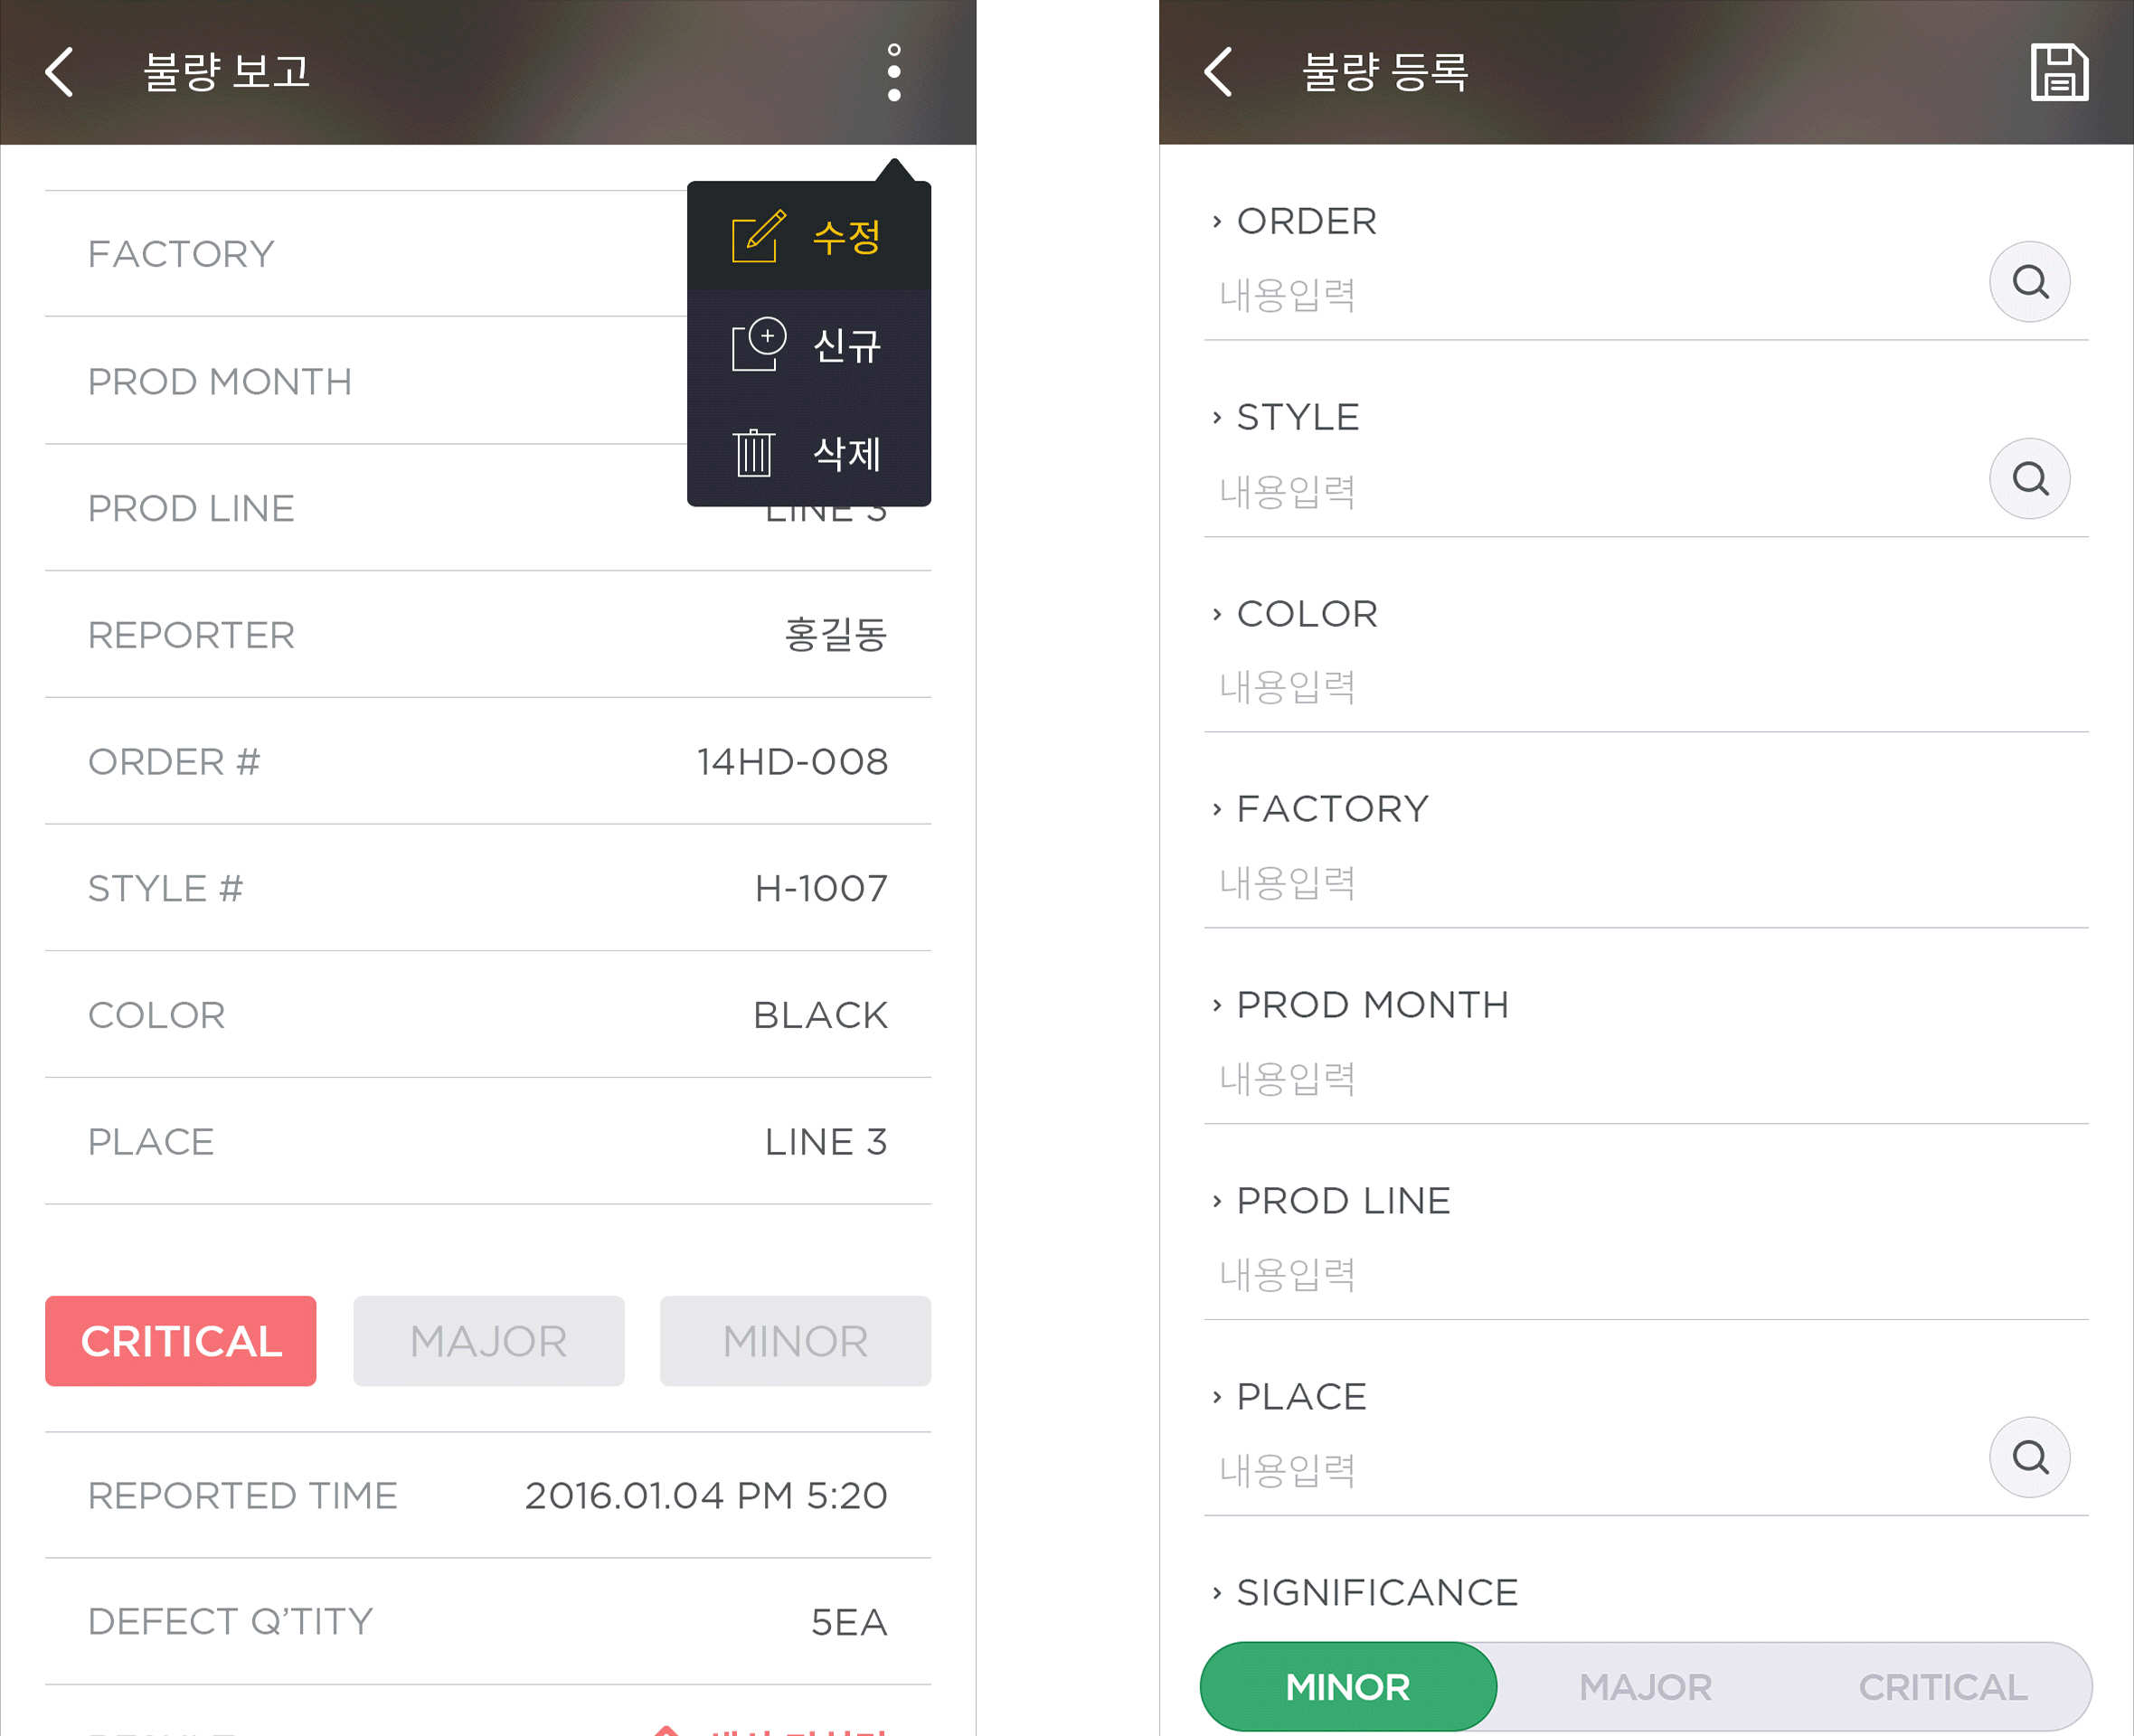 불량 보고
수정
신규
삭제
FACTORY
PROD MONTH
PROD LINE LINE 3
REPORTER 홍길동
ORDER # 14HD-008
STYLE # H-1007
COLOR BLACK
PLACE LINE 3
CRITICAL MAJOR MINOR
REPORTED TIME 2016.01.04 PM 5:20
DEFECT Q'TITY 5EA
불량 등록
› ORDER
내용입력
› STYLE
내용입력
› COLOR
내용입력
› FACTORY
내용입력
› PROD MONTH
내용입력
› PROD LINE
내용입력
› PLACE
내용입력
› SIGNIFICANCE
MINOR MAJOR CRITICAL